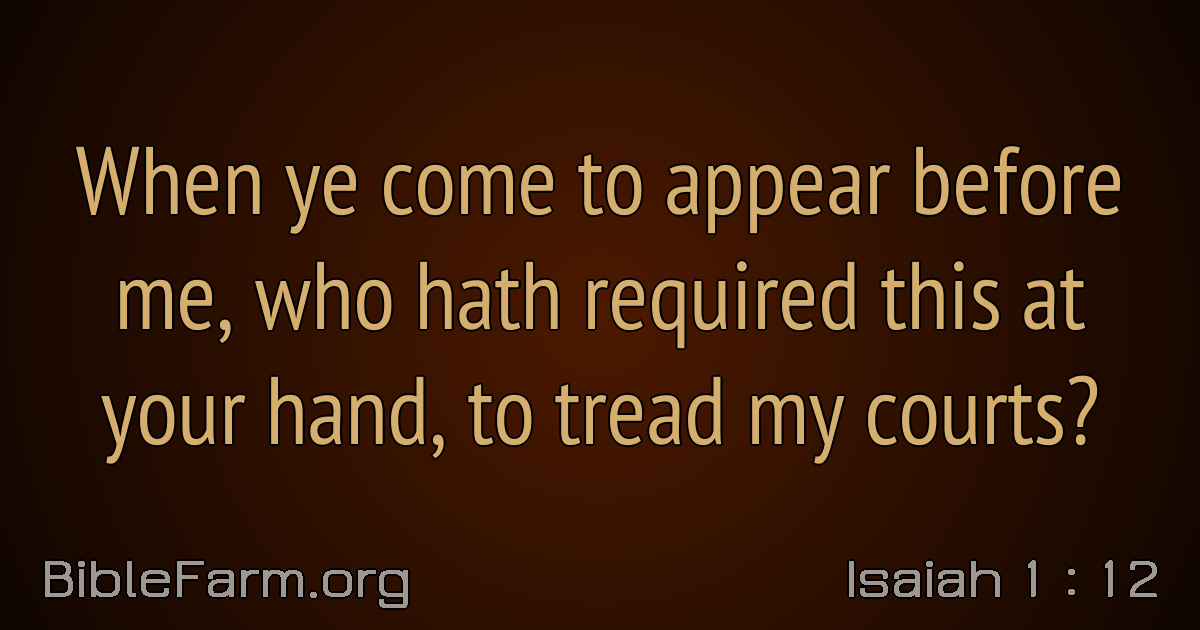 When ye come to appear before
me, who hath required this at
your hand, to tread my courts?
BibleFarm.org
Isaiah 1 : 12